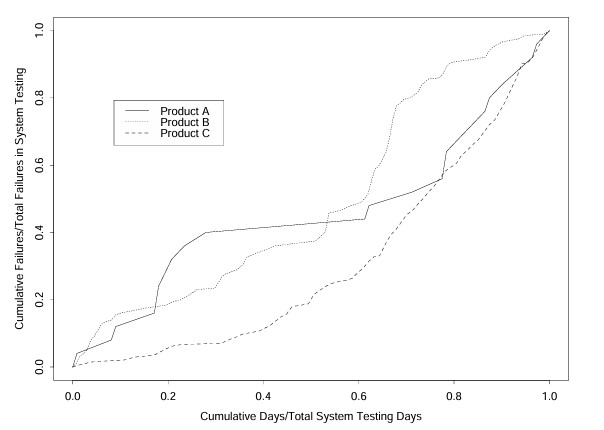 1.0
0.8
0.6
0.4
0.2
0.0
Cumulative Failures/Total Failures in System Testing
Product A
Product B
Product C
0.0 0.2 0.4 0.6 0.8 1.0
Cumulative Days/Total System Testing Days